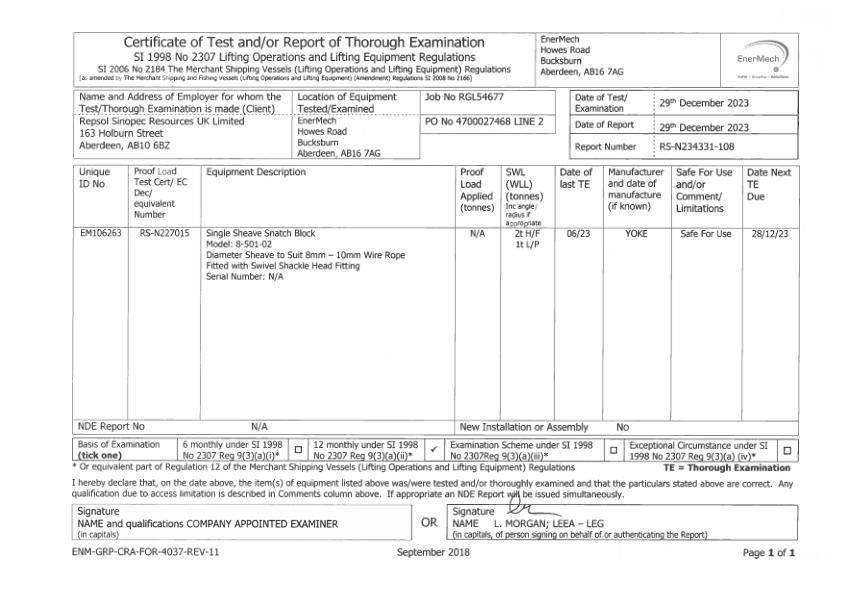 Certificate of Test and/or Report of Thorough Examination
SI 1998 No 2307 Lifting Operations and Lifting Equipment Regulations
SI 2006 No 2184 The Merchant Shipping Vessels (Lifting Operations and Lifting Equipment) Regulations
[as amended by The Merchant Shipping and Fishing Vessels (Lifting Operations and Lifting Equipment) (Amendment) Regulations SI 2008 No 2166]
EnerMech
Howes Road
Bucksburn
Aberdeen, AB16 7AG
EnerMech
Name and Address of Employer for whom the
Test/Thorough Examination is made (Client)
Repsol Sinopec Resources UK Limited
163 Holburn Street
Aberdeen, AB10 6BZ
Location of Equipment
Tested/Examined
EnerMech
Howes Road
Bucksburn
Aberdeen, AB16 7AG
Job No RGL54677
PO No 4700027468 LINE 2
Date of Test/
Examination
29th December 2023
Date of Report
29th December 2023
Report Number
RS-N234331-108
Unique
ID No
Proof Load
Test Cert/ EC
Dec/
equivalent
Number
Equipment Description
Proof
Load
Applied
(tonnes)
SWL
(WLL)
(tonnes)
Inc angle/
radius if
appropriate
Date of
last TE
Manufacturer
and date of
manufacture
(if known)
Safe For Use
and/or
Comment/
Limitations
Date Next
TE
Due
EM106263
RS-N227015
Single Sheave Snatch Block
Model: 8-501-02
Diameter Sheave to Suit 8mm – 10mm Wire Rope
Fitted with Swivel Shackle Head Fitting
Serial Number: N/A
N/A
2t H/F
1t L/P
06/23
YOKE
Safe For Use
28/12/23
NDE Report No N/A
New Installation or Assembly No
Basis of Examination
(tick one)
6 monthly under SI 1998
No 2307 Reg 9(3)(a)(i)*
12 monthly under SI 1998
No 2307 Reg 9(3)(a)(ii)*
✓
Examination Scheme under SI 1998
No 2307Reg 9(3)(a)(iii)*
Exceptional Circumstance under SI
1998 No 2307 Reg 9(3)(a) (iv)*
* Or equivalent part of Regulation 12 of the Merchant Shipping Vessels (Lifting Operations and Lifting Equipment) Regulations
TE = Thorough Examination
I hereby declare that, on the date above, the item(s) of equipment listed above was/were tested and/or thoroughly examined and that the particulars stated above are correct. Any
qualification due to access limitation is described in Comments column above. If appropriate an NDE Report will be issued simultaneously.
Signature
NAME and qualifications COMPANY APPOINTED EXAMINER
(in capitals)
OR
Signature
NAME L. MORGAN; LEEA – LEG
(in capitals, of person signing on behalf of or authenticating the Report)
ENM-GRP-CRA-FOR-4037-REV-11
September 2018
Page 1 of 1